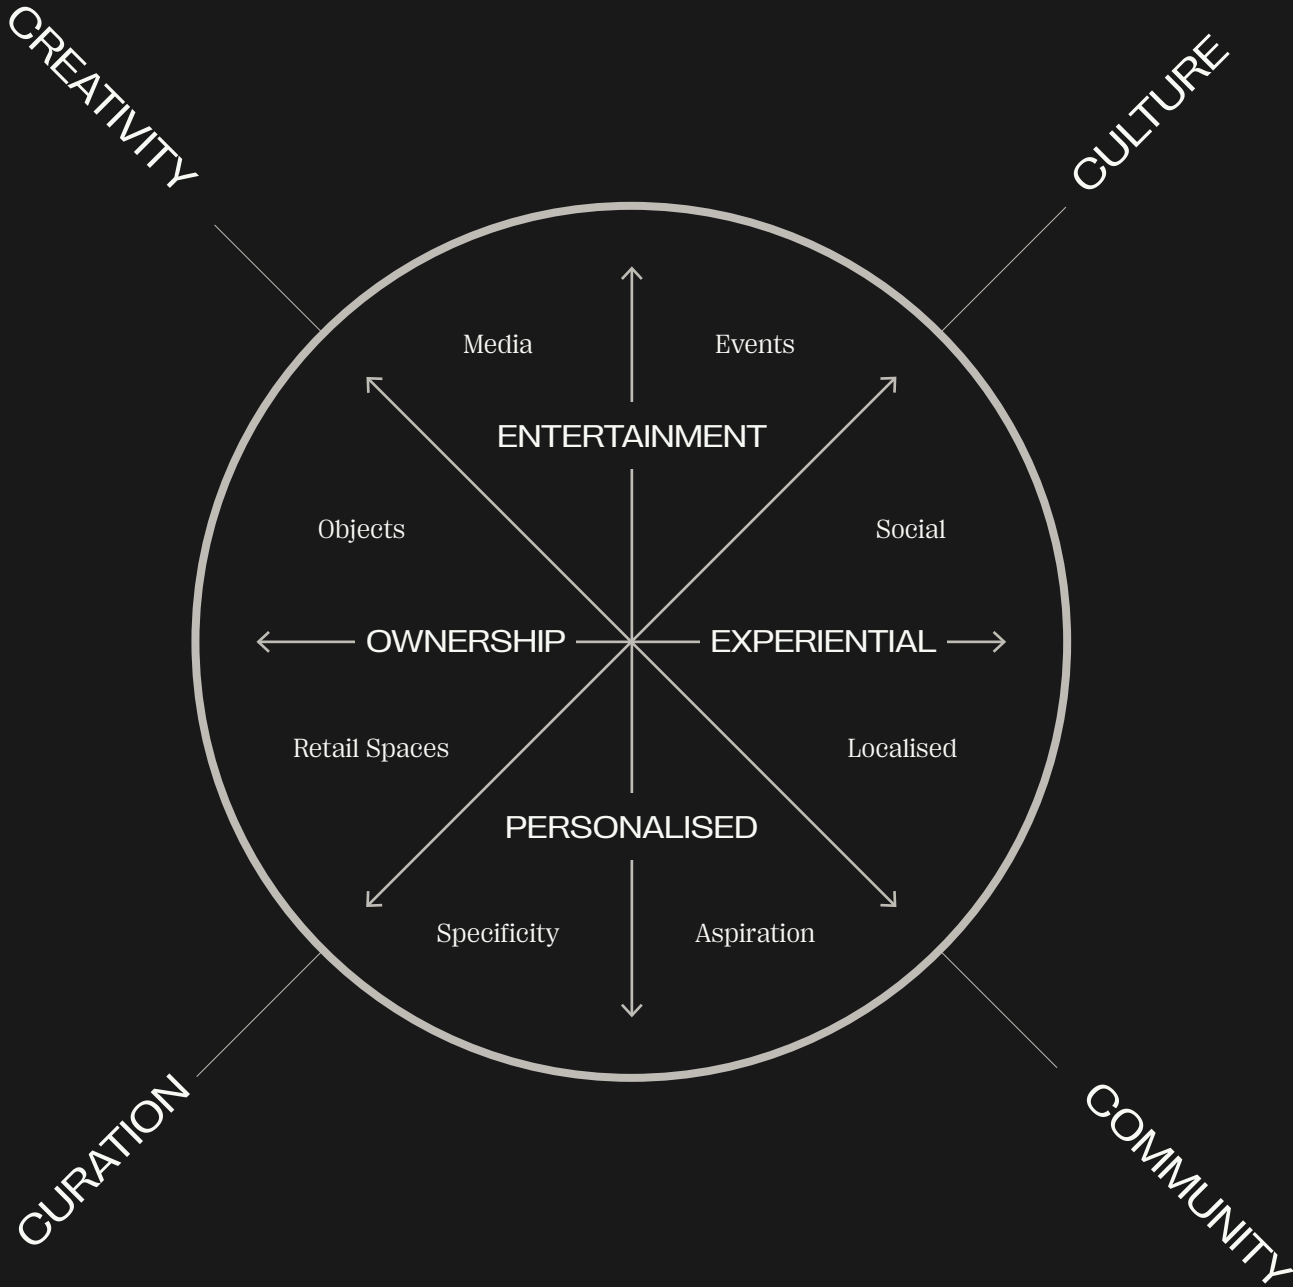 CREATIVITY
CULTURE
Media
Events
ENTERTAINMENT
Objects
Social
OWNERSHIP
EXPERIENTIAL
Retail Spaces
Localised
PERSONALISED
Specificity
Aspiration
CURATION
COMMUNITY